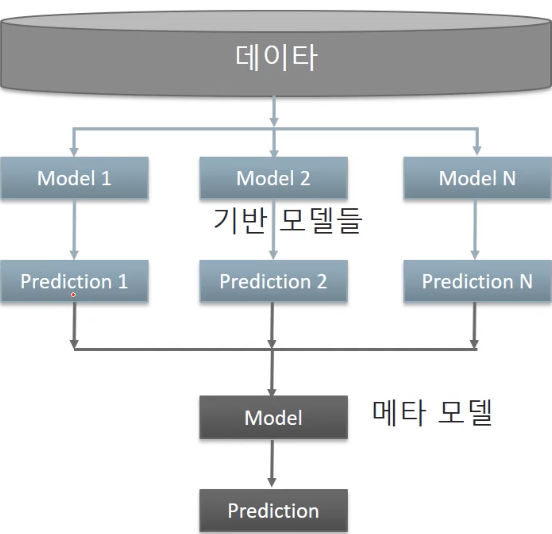 데이타
Model 1
Model 2
Model N
기반 모델들
Prediction 1
Prediction 2
Prediction N
Model
메타 모델
Prediction